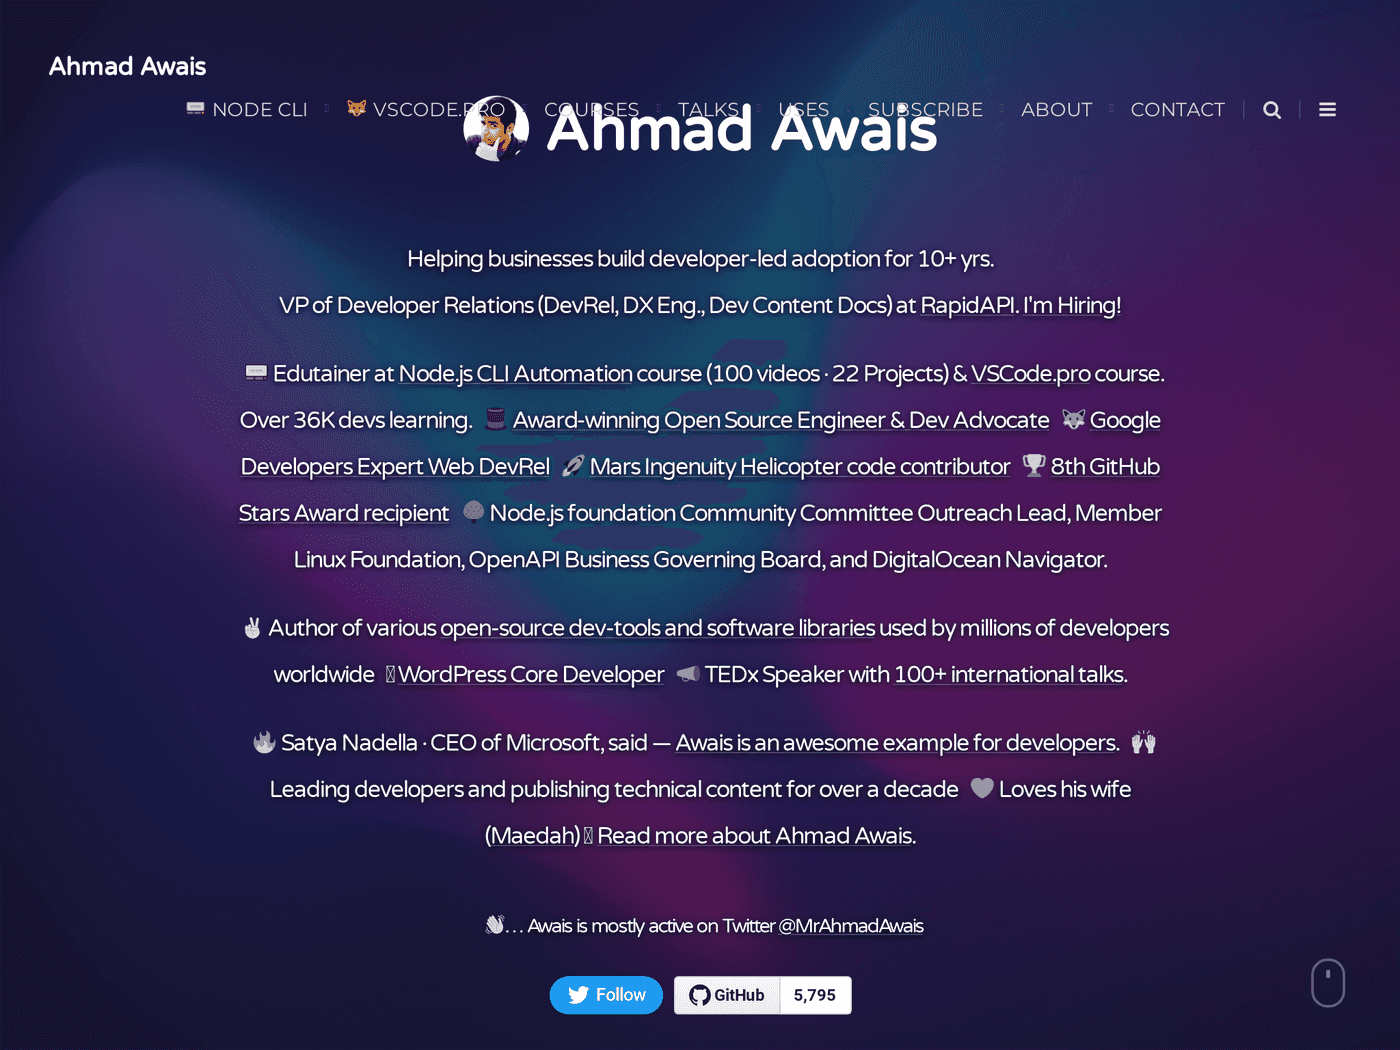 Ahmad Awais
NODE CLI VSCODE.PRO COURSES TALKS USES SUBSCRIBE ABOUT CONTACT
Ahmad Awais
Helping businesses build developer-led adoption for 10+ yrs.
VP of Developer Relations (DevRel, DX Eng., Dev Content Docs) at RapidAPI. I'm Hiring!
Edutainer at Node.js CLI Automation course (100 videos · 22 Projects) & VSCode.pro course.
Over 36K devs learning. Award-winning Open Source Engineer & Dev Advocate Google
Developers Expert Web DevRel Mars Ingenuity Helicopter code contributor 8th GitHub
Stars Award recipient Node.js foundation Community Committee Outreach Lead, Member
Linux Foundation, OpenAPI Business Governing Board, and DigitalOcean Navigator.
Author of various open-source dev-tools and software libraries used by millions of developers
worldwide WordPress Core Developer TEDx Speaker with 100+ international talks.
Satya Nadella · CEO of Microsoft, said — Awais is an awesome example for developers.
Leading developers and publishing technical content for over a decade Loves his wife
(Maedah) Read more about Ahmad Awais.
... Awais is mostly active on Twitter @MrAhmadAwais
Follow GitHub 5,795